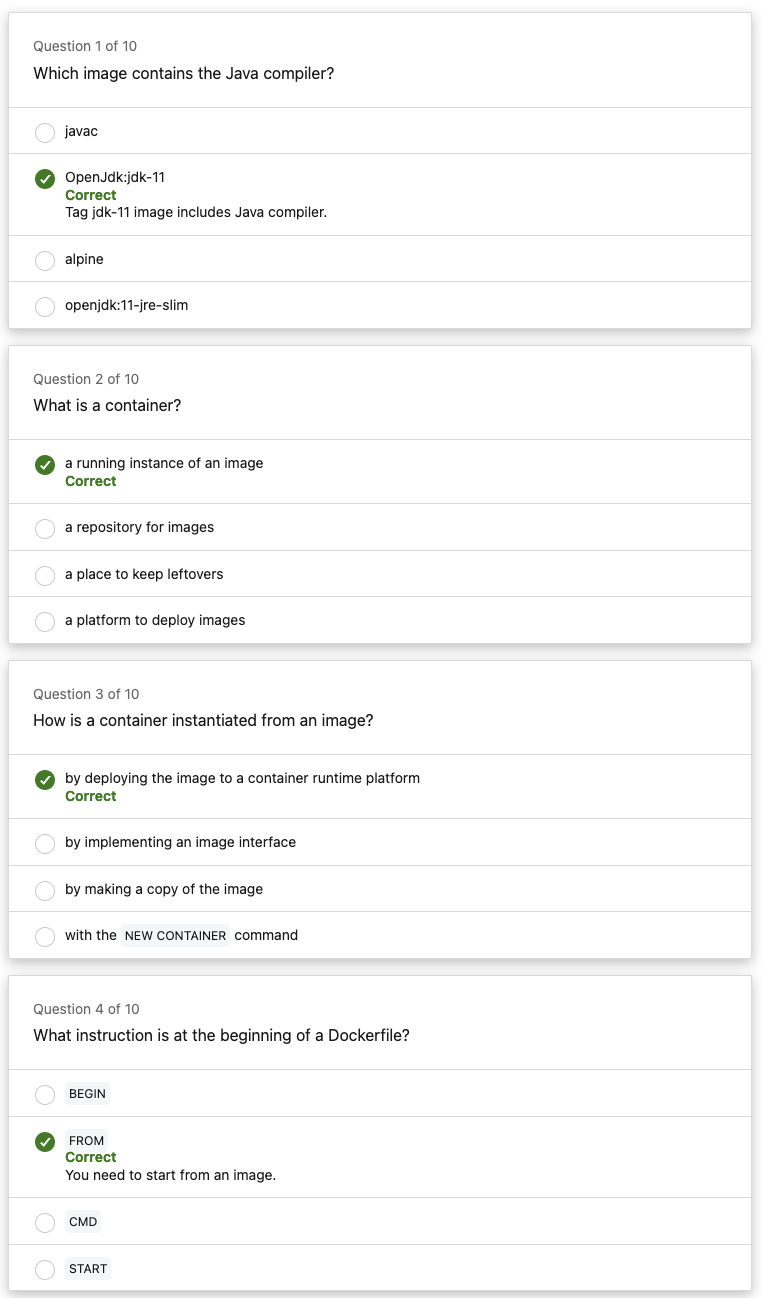 Question 1 of 10
Which image contains the Java compiler?
javac
OpenJdk:jdk-11
Correct
Tag jdk-11 image includes Java compiler.
alpine
openjdk:11-jre-slim
Question 2 of 10
What is a container?
a running instance of an image
Correct
a repository for images
a place to keep leftovers
a platform to deploy images
Question 3 of 10
How is a container instantiated from an image?
by deploying the image to a container runtime platform
Correct
by implementing an image interface
by making a copy of the image
with the NEW CONTAINER command
Question 4 of 10
What instruction is at the beginning of a Dockerfile?
BEGIN
FROM
Correct
You need to start from an image.
CMD
START